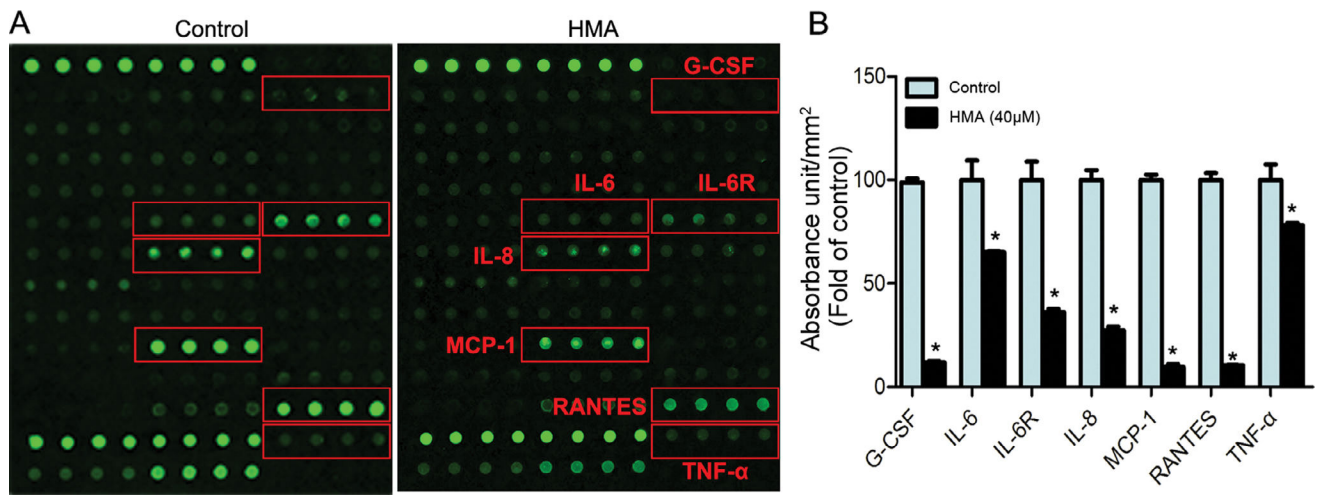 A
Control
HMA
G-CSF
IL-6
IL-6R
IL-8
MCP-1
RANTES
TNF-α
B
Absorbance unit/mm²
(Fold of control)
150
100
50
0
Control
HMA (40µM)
*
*
*
*
*
*
*
G-CSF
IL-6
IL-6R
IL-8
MCP-1
RANTES
TNF-α